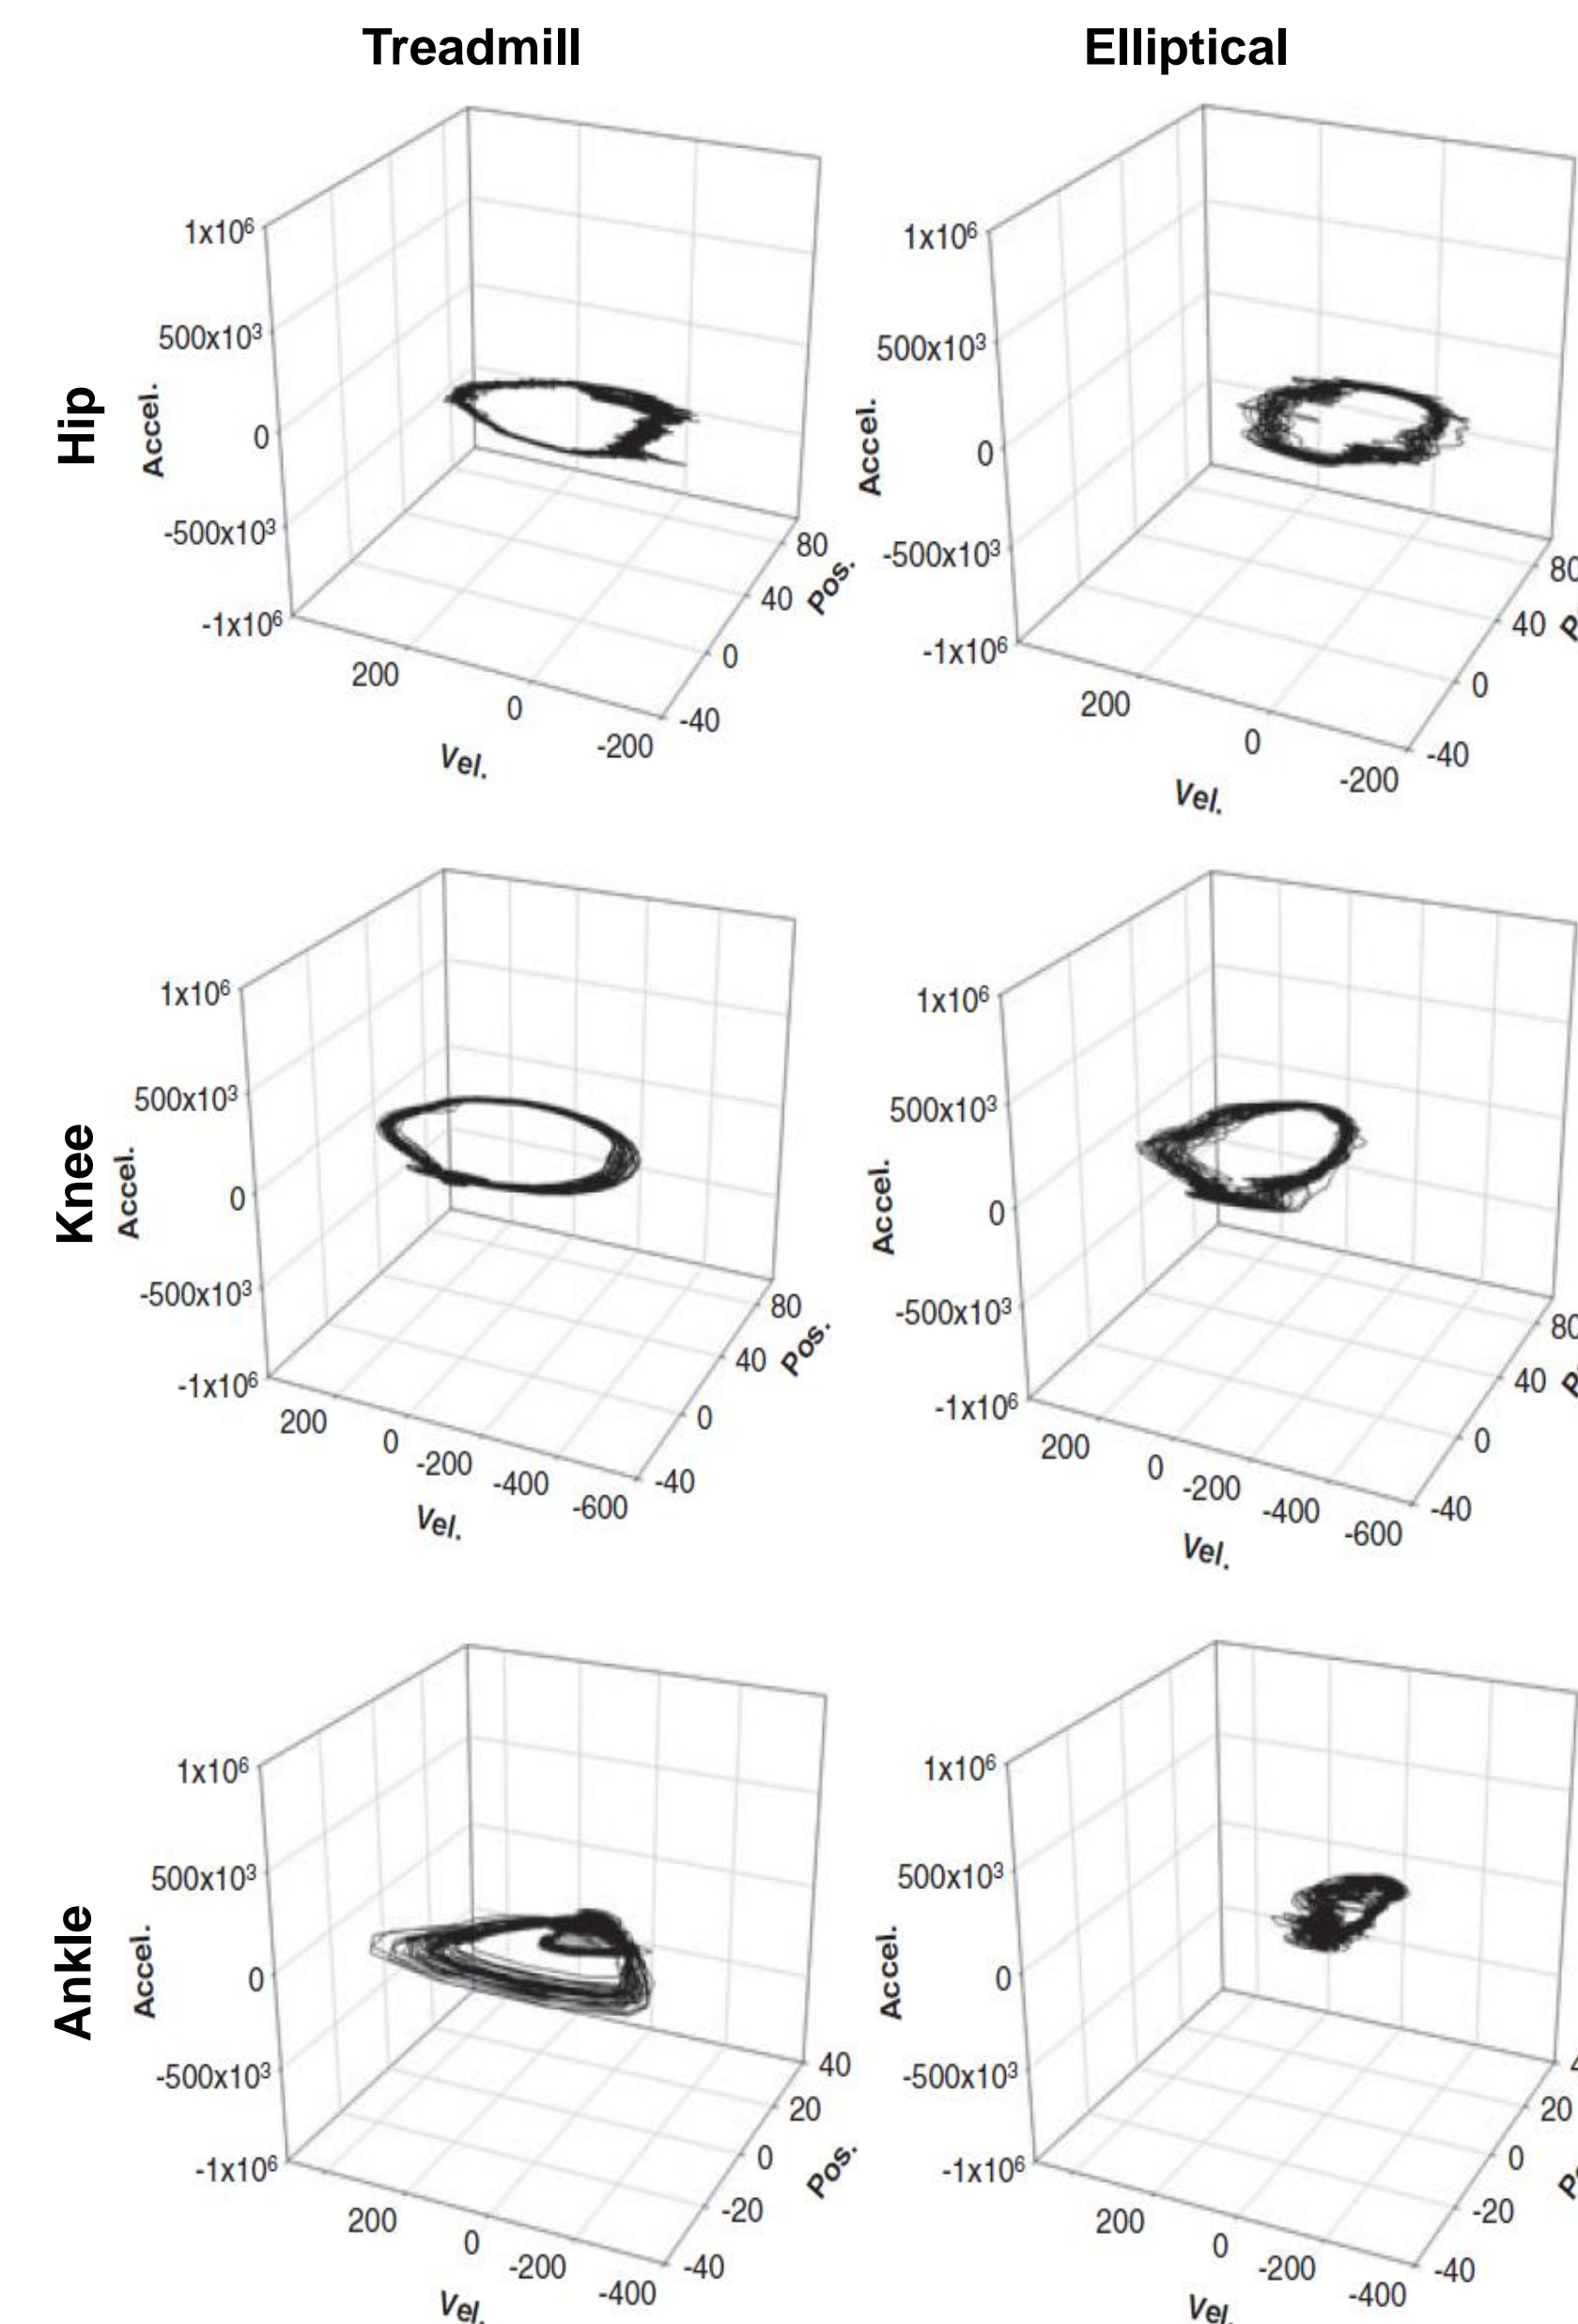 Treadmill Elliptical
Hip
1x10⁶
500x10³
Accel.
0
-500x10³
-1x10⁶
200
0
-200
Vel.
80
40
0
-40
Pos.
1x10⁶
500x10³
Accel.
0
-500x10³
-1x10⁶
200
0
-200
Vel.
80
40
0
-40
Knee
1x10⁶
500x10³
Accel.
0
-500x10³
-1x10⁶
200
0
-200
-400
-600
Vel.
80
40
0
-40
Pos.
1x10⁶
500x10³
Accel.
0
-500x10³
-1x10⁶
200
0
-200
-400
-600
Vel.
80
40
0
-40
Ankle
1x10⁶
500x10³
Accel.
0
-500x10³
-1x10⁶
200
0
-200
-400
Vel.
40
20
0
-20
-40
Pos.
1x10⁶
500x10³
Accel.
0
-500x10³
-1x10⁶
200
0
-200
-400
Vel.
20
0
-20
-40